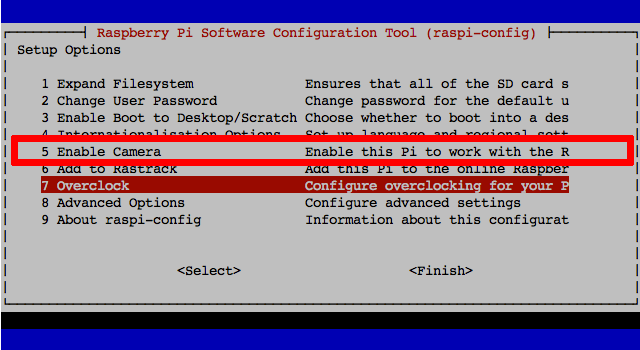 Raspberry Pi Software Configuration Tool (raspi-config)
Setup Options
1 Expand Filesystem Ensures that all of the SD card s
2 Change User Password Change password for the default u
3 Enable Boot to Desktop/Scratch Choose whether to boot into a des
4 Internationalisation Options Set up language and regional sett
5 Enable Camera Enable this Pi to work with the R
6 Add to Rastrack Add this Pi to the online Raspber
7 Overclock Configure overclocking for your P
8 Advanced Options Configure advanced settings
9 About raspi-config Information about this configurat
<Select> <Finish>